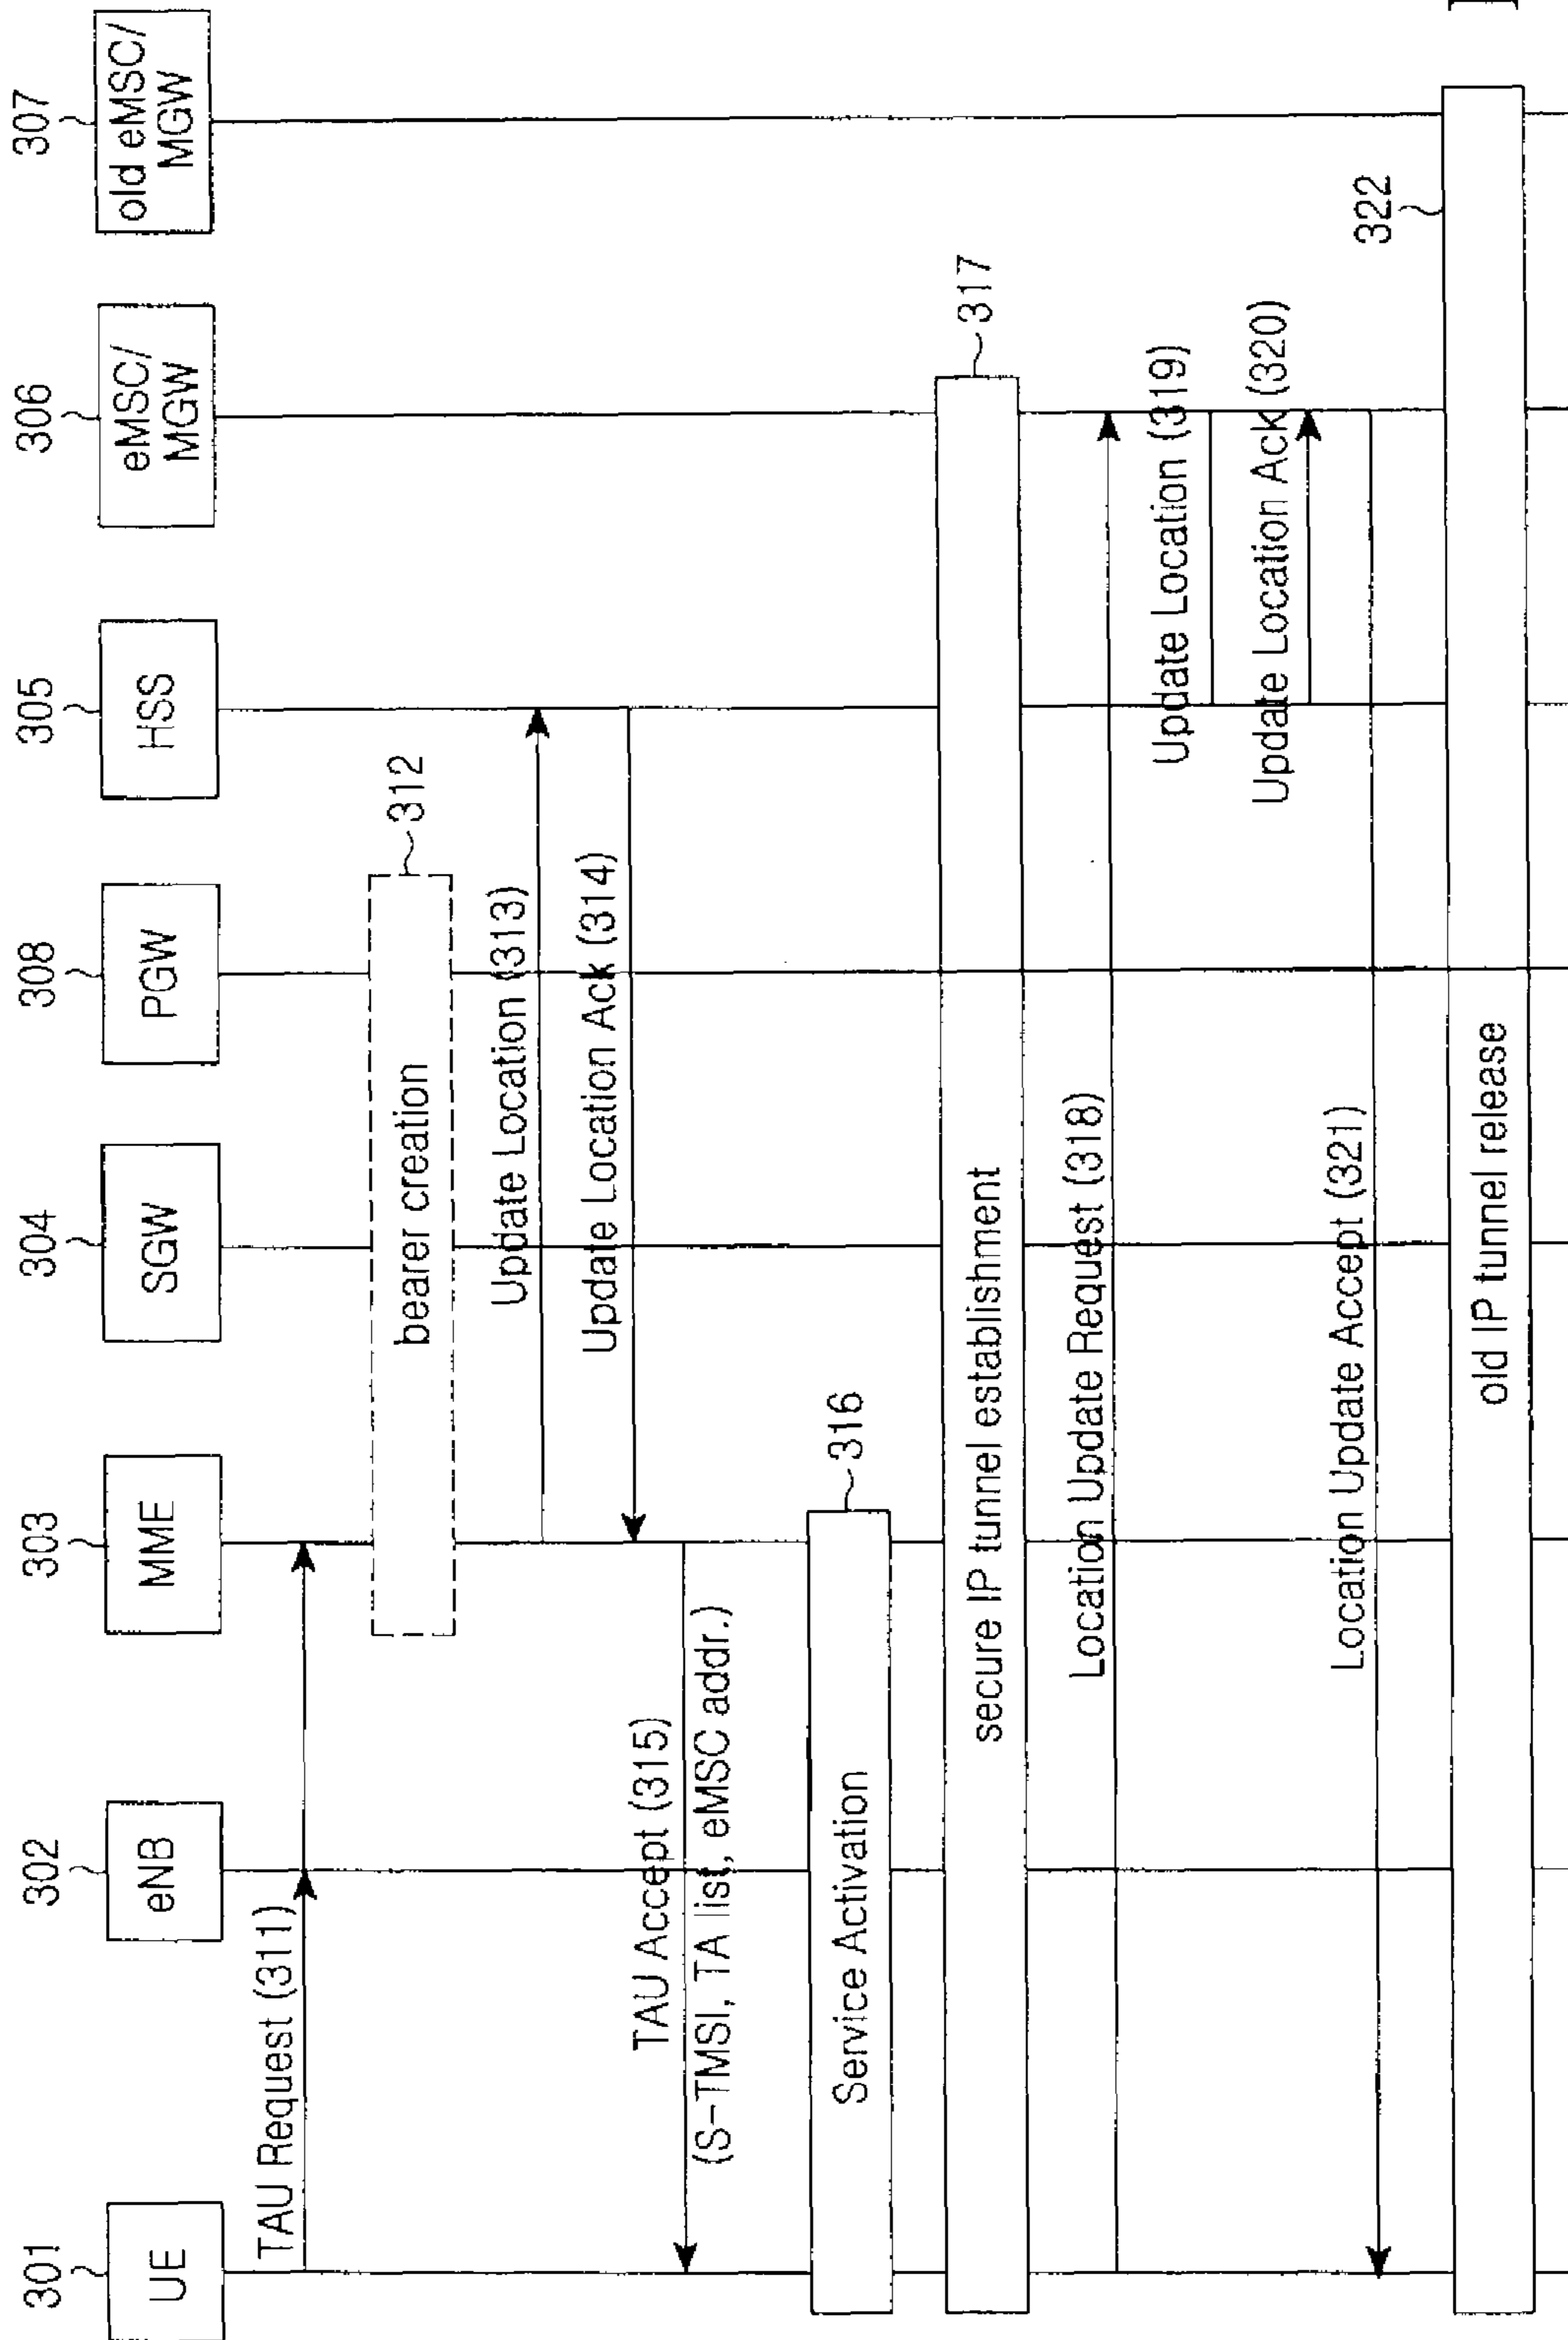 301
302
303
304
308
305
306
307
UE
eNB
MME
SGW
PGW
HSS
eMSC/
MGW
old eMSC/
MGW
TAU Request (311)
bearer creation
312
Update Location (313)
Update Location Ack (314)
TAU Accept (315)
(S-TMSI, TA list, eMSC addr.)
Service Activation
316
secure IP tunnel establishment
317
Location Update Request (318)
Update Location (319)
Update Location Ack (320)
Location Update Accept (321)
old IP tunnel release
322